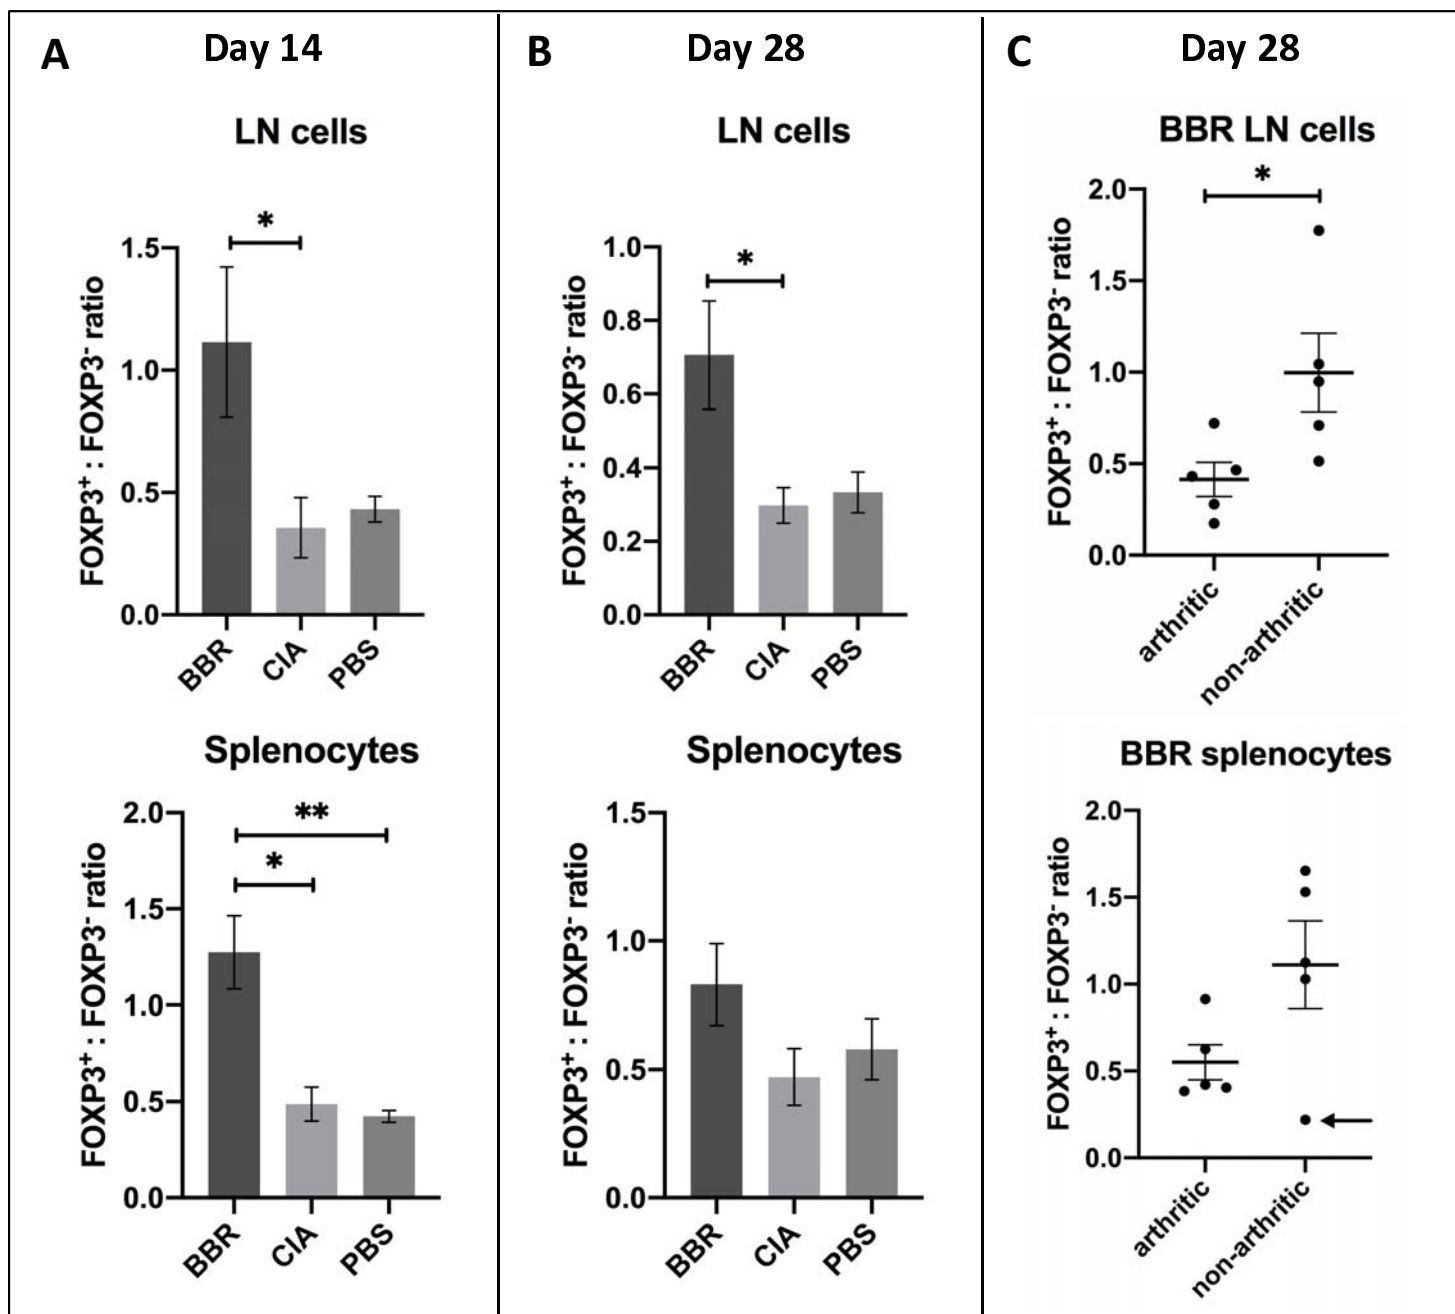 A
Day 14
LN cells
*
FOXP3⁺ : FOXP3⁻ ratio
1.5
1.0
0.5
0.0
BBR
CIA
PBS
Splenocytes
**
*
FOXP3⁺ : FOXP3⁻ ratio
2.0
1.5
1.0
0.5
0.0
BBR
CIA
PBS
B
Day 28
LN cells
*
FOXP3⁺ : FOXP3⁻ ratio
1.0
0.8
0.6
0.4
0.2
0.0
BBR
CIA
PBS
Splenocytes
FOXP3⁺ : FOXP3⁻ ratio
1.5
1.0
0.5
0.0
BBR
CIA
PBS
C
Day 28
BBR LN cells
*
FOXP3⁺ : FOXP3⁻ ratio
2.0
1.5
1.0
0.5
0.0
arthritic
non-arthritic
BBR splenocytes
FOXP3⁺ : FOXP3⁻ ratio
2.0
1.5
1.0
0.5
0.0
arthritic
non-arthritic